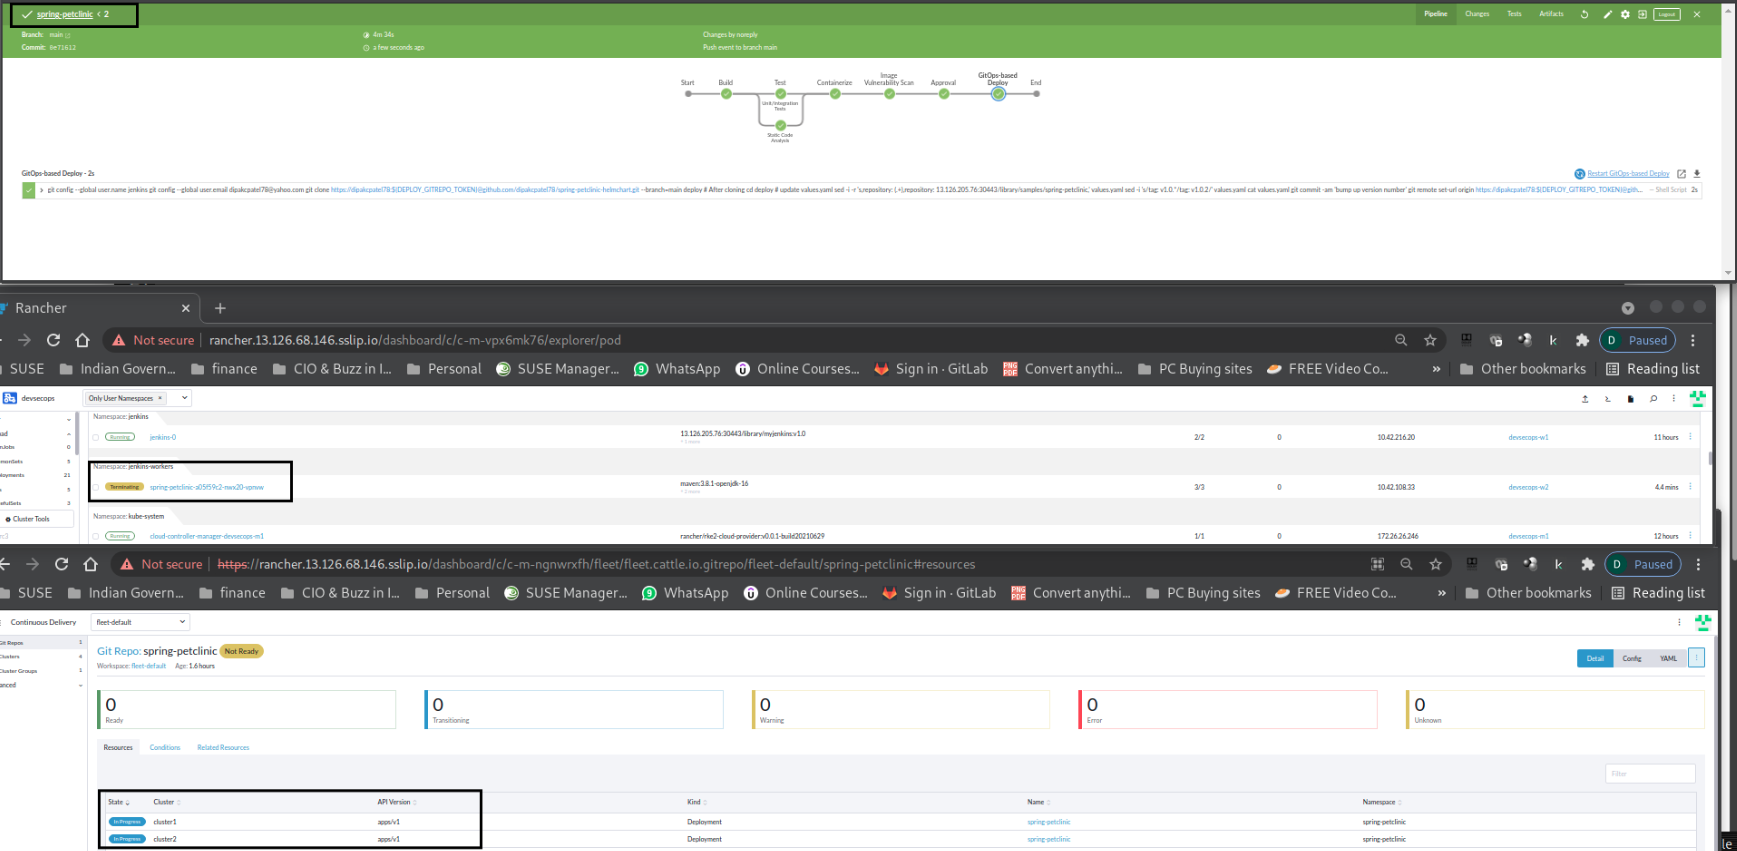 spring-petclinic < 2
Pipeline Changes Tests Artifacts Logout
Branch: main 4m 34s Changes by noreply
Commit: a few seconds ago Push event to branch main
Start Build Test Containerize Image Vulnerability Scan Approval GitOps-based Deploy End
Unit/Integration Tests
Static Code Analysis
GitOps-based Deploy - 2s Restart GitOps-based Deploy
git config --global user.name jenkins git config --global user.email dipakcpatel78@yahoo.com git clone https://dipakcpatel78:$(DEPLOY_GITREPO_TOKEN)@github.com/dipakcpatel78/spring-petclinic-helmchart.git --branch=main deploy # After cloning cd deploy # update values.yaml sed -i -r 's,repository: (.+),repository: 13.126.205.76:30443/library/samples/spring-petclinic,' values.yaml sed -i 's/tag: v1.0.*/tag: v1.0.2/' values.yaml cat values.yaml git commit -am 'bump up version number' git remote set-url origin https://dipakcpatel78:$(DEPLOY_GITREPO_TOKEN)@gith... -- Shell Script 2s
Rancher
Not secure rancher.13.126.68.146.sslip.io/dashboard/c/c-m-vpx6mk76/explorer/pod D Paused
SUSE Indian Govern... finance CIO & Buzz in I... Personal SUSE Manager... WhatsApp Online Courses... Sign in · GitLab Convert anythi... PC Buying sites FREE Video Co... » Other bookmarks Reading list
devsecops Only User Namespaces ×
Namespace: jenkins
Running jenkins-0 13.126.205.76:30443/library/myjenkins:v1.0 2/2 0 10.42.216.20 devsecops-w1 11 hours
Namespace: jenkins-workers
Terminating spring-petclinic-a05f59c2-nwx20-vpnvw maven:3.8.1-openjdk-16 3/3 0 10.42.108.33 devsecops-w2 4.4 mins
Namespace: kube-system
Running cloud-controller-manager-devsecops-m1 rancher/rke2-cloud-provider:v0.0.1-build20210629 1/1 0 172.26.26.246 devsecops-m1 12 hours
Cluster Tools
Not secure https://rancher.13.126.68.146.sslip.io/dashboard/c/c-m-ngnwrxfh/fleet/fleet.cattle.io.gitrepo/fleet-default/spring-petclinic#resources D Paused
SUSE Indian Govern... finance CIO & Buzz in I... Personal SUSE Manager... WhatsApp Online Courses... Sign in · GitLab Convert anythi... PC Buying sites FREE Video Co... » Other bookmarks Reading list
Continuous Delivery fleet-default
Git Repos 1
Clusters 4
Cluster Groups 1
Git Repo: spring-petclinic Not Ready
Workspace: fleet-default Age: 1.6 hours
Detail Config YAML
0 0 0 0 0
Ready Transitioning Warning Error Unknown
Resources Conditions Related Resources
Filter
State Cluster API Version Kind Name Namespace
In Progress cluster1 apps/v1 Deployment spring-petclinic spring-petclinic
In Progress cluster2 apps/v1 Deployment spring-petclinic spring-petclinic